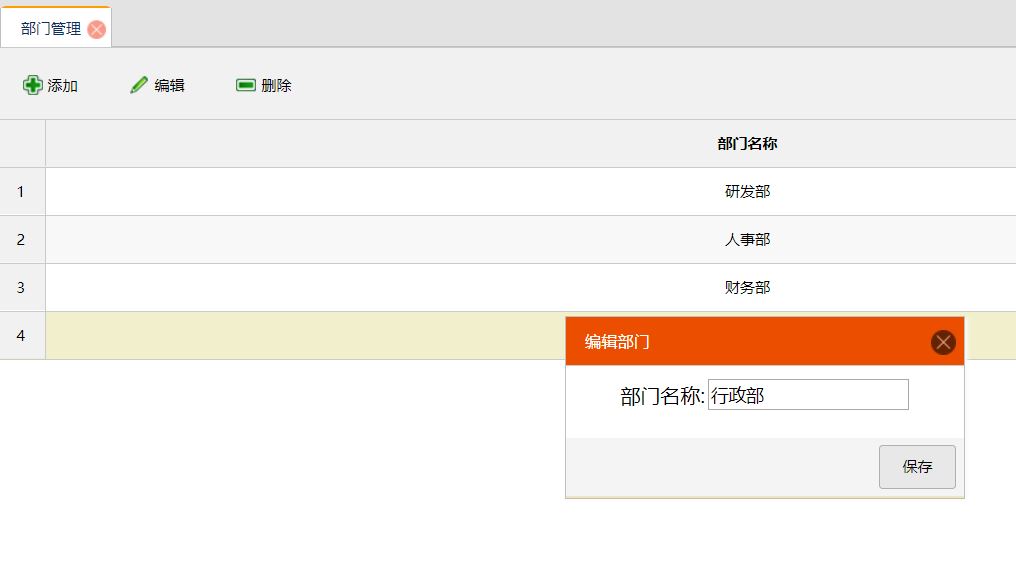 部门管理
添加 编辑 删除
部门名称
1 研发部
2 人事部
3 财务部
4
编辑部门
部门名称: 行政部
保存